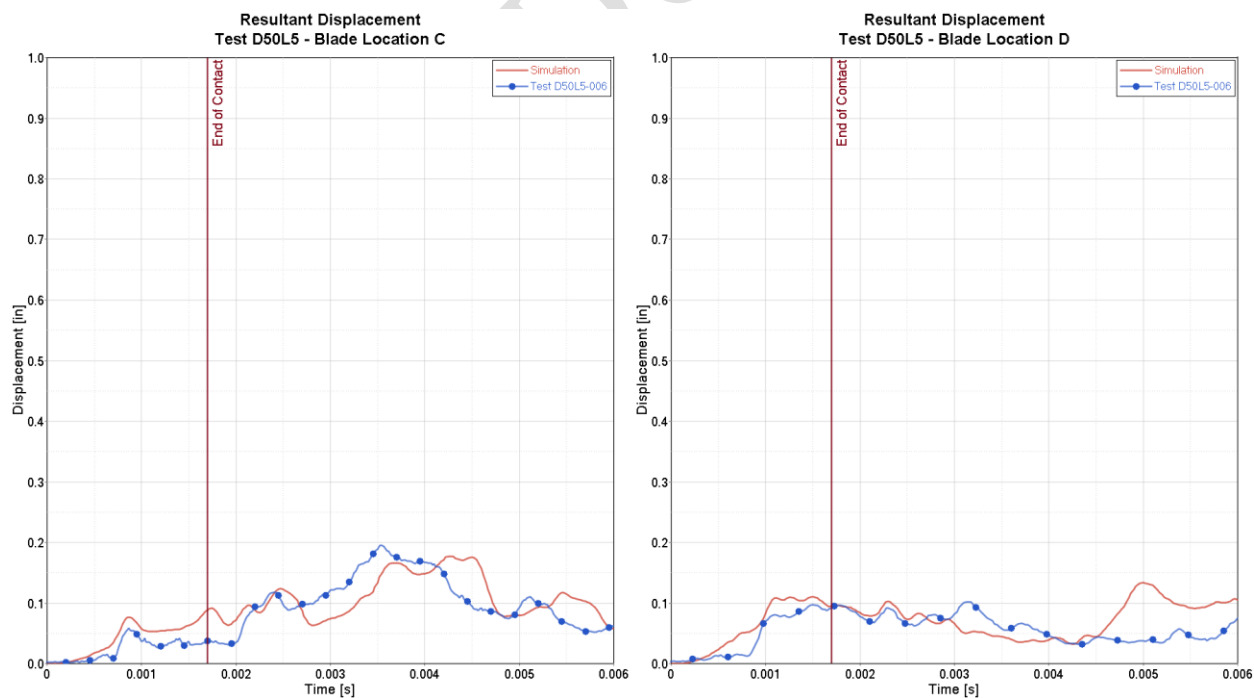 Resultant Displacement
Test D50L5 - Blade Location C
1.0
0.9
0.8
0.7
0.6
0.5
0.4
0.3
0.2
0.1
0.0
Displacement [in]
End of Contact
Simulation
Test D50L5-006
0 0.001 0.002 0.003 0.004 0.005 0.006
Time [s]
Resultant Displacement
Test D50L5 - Blade Location D
1.0
0.9
0.8
0.7
0.6
0.5
0.4
0.3
0.2
0.1
0.0
Displacement [in]
End of Contact
Simulation
Test D50L5-006
0 0.001 0.002 0.003 0.004 0.005 0.006
Time [s]